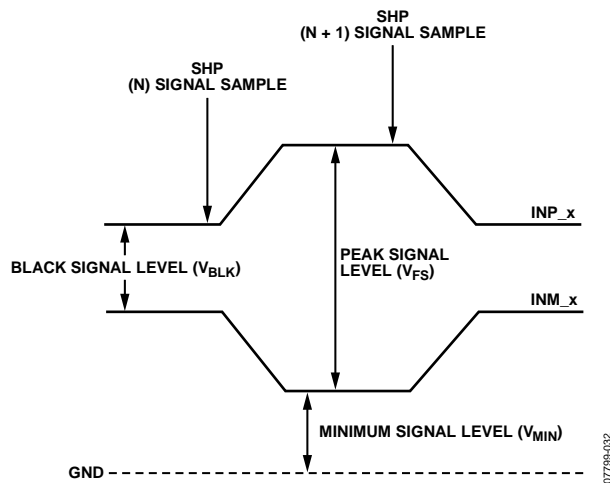 SHP
(N + 1) SIGNAL SAMPLE
SHP
(N) SIGNAL SAMPLE
INP_x
BLACK SIGNAL LEVEL (VBLK)
PEAK SIGNAL
LEVEL (VFS)
INM_x
MINIMUM SIGNAL LEVEL (VMIN)
GND
07799-032